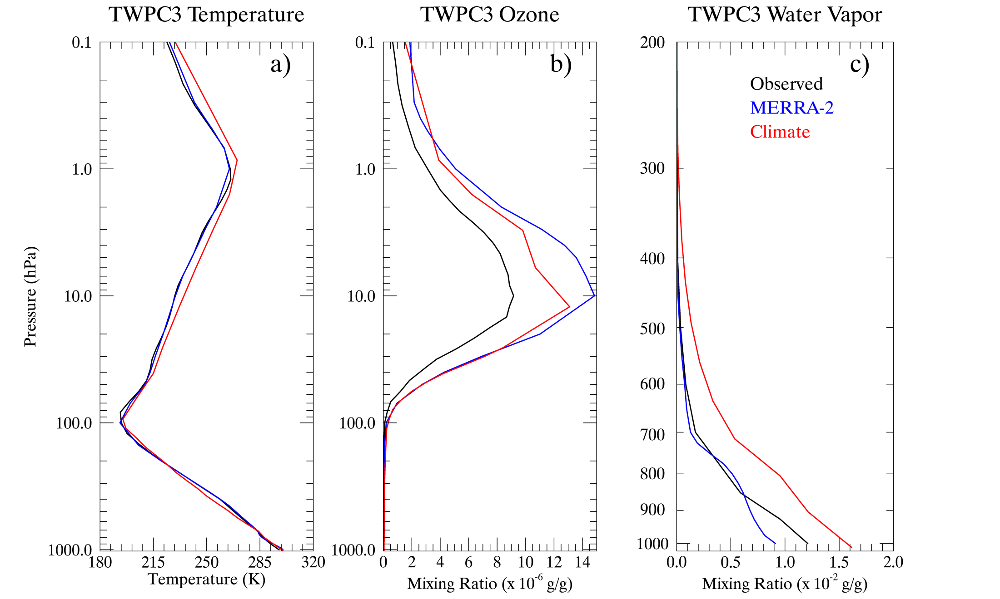 TWPC3 Temperature
TWPC3 Ozone
TWPC3 Water Vapor
a)
b)
c)
Observed
MERRA-2
Climate
Pressure (hPa)
0.1
1.0
10.0
100.0
1000.0
180 215 250 285 320
Temperature (K)
0.1
1.0
10.0
100.0
1000.0
0 2 4 6 8 10 12 14
Mixing Ratio (x 10-6 g/g)
200
300
400
500
600
700
800
900
1000
0.0 0.5 1.0 1.5 2.0
Mixing Ratio (x 10-2 g/g)